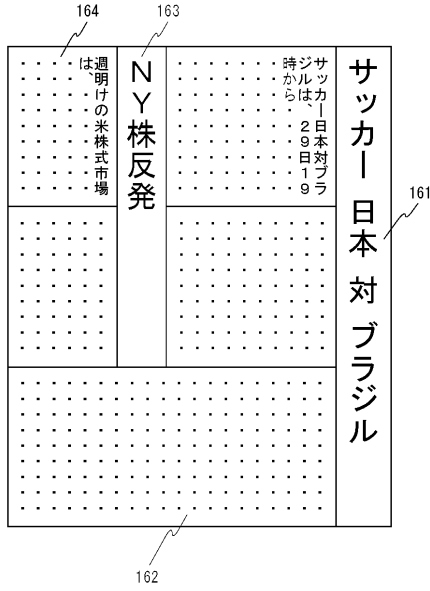 164
163
サッカー 日本 対 ブラジル
161
サッカー日本対ブラ
ジルは、29日19
時から
NY株反発
週明けの米株式市場
は、
162